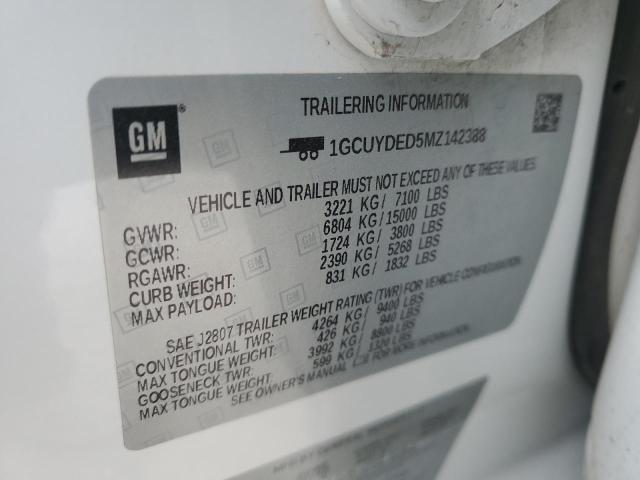 TRAILERING INFORMATION
GM®
1GCUYDED5MZ142388
VEHICLE AND TRAILER MUST NOT EXCEED ANY OF THESE VALUES.
GVWR: 3221 KG/ 7100 LBS
GCWR: 6804 KG/15000 LBS
RGAWR: 1724 KG/ 3800 LBS
CURB WEIGHT: 2390 KG/ 5268 LBS
MAX PAYLOAD: 831 KG/ 1832 LBS
SAE J2807 TRAILER WEIGHT RATING (TWR) FOR VEHICLE CONFIGURATION.
CONVENTIONAL TWR: 4264 KG/ 9400 LBS
MAX TONGUE WEIGHT: 426 KG/ 940 LBS
GOOSENECK TWR: 3992 KG/ 8800 LBS
MAX TONGUE WEIGHT: 599 KG/ 1320 LBS
SEE OWNER'S MANUAL FOR MORE INFORMATION.
MFD BY GENERAL MOTORS